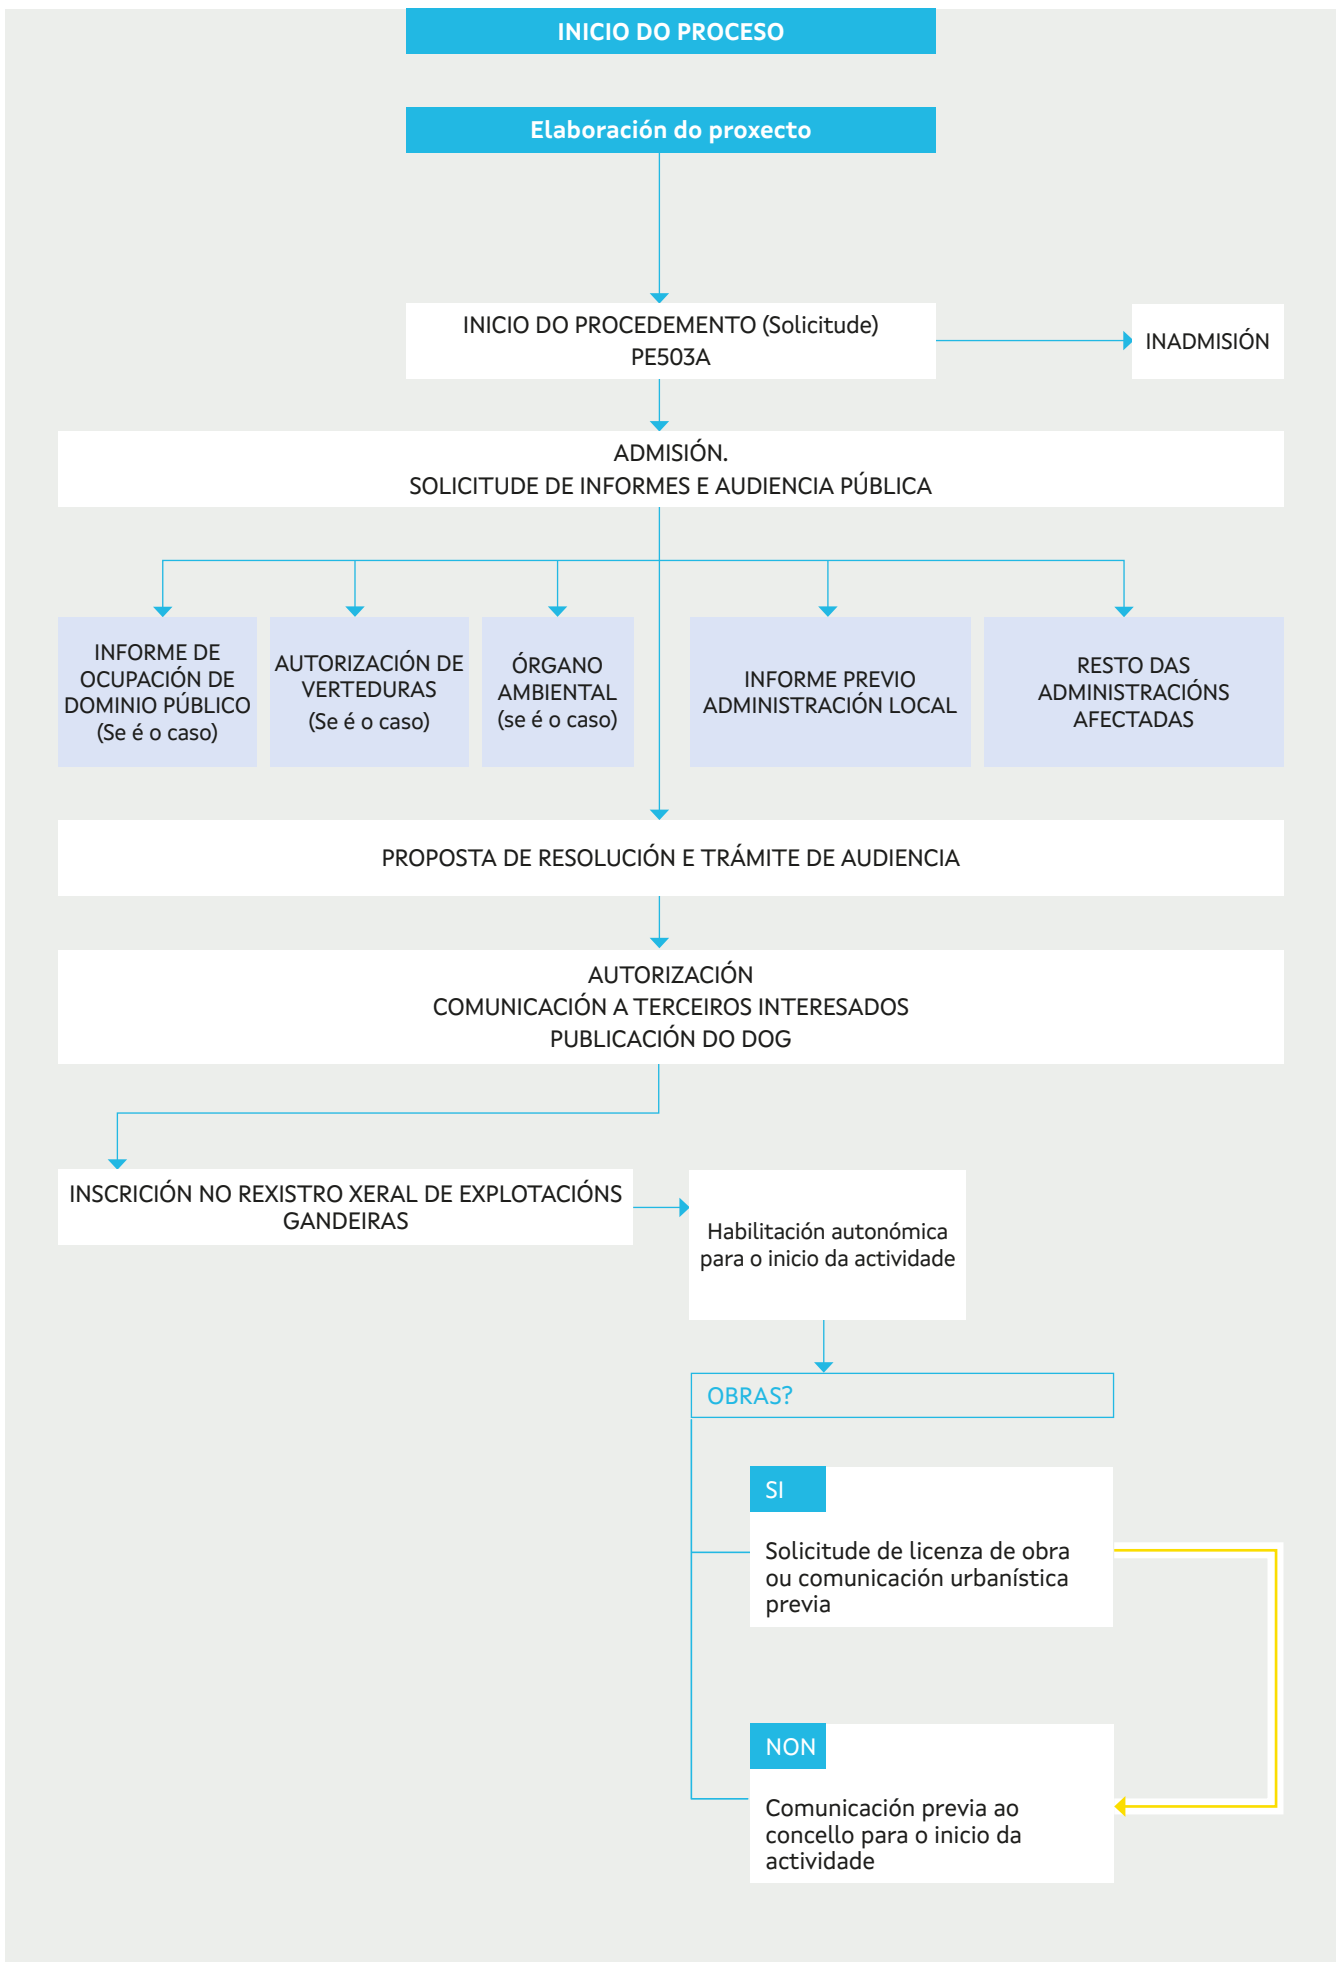 INICIO DO PROCESO
Elaboración do proxecto
INICIO DO PROCEDEMENTO (Solicitude)
PE503A
INADMISIÓN
ADMISIÓN.
SOLICITUDE DE INFORMES E AUDIENCIA PÚBLICA
INFORME DE
OCUPACIÓN DE
DOMINIO PÚBLICO
(Se é o caso)
AUTORIZACIÓN DE
VERTEDURAS
(Se é o caso)
ÓRGANO
AMBIENTAL
(se é o caso)
INFORME PREVIO
ADMINISTRACIÓN LOCAL
RESTO DAS
ADMINISTRACIÓNS
AFECTADAS
PROPOSTA DE RESOLUCIÓN E TRÁMITE DE AUDIENCIA
AUTORIZACIÓN
COMUNICACIÓN A TERCEIROS INTERESADOS
PUBLICACIÓN DO DOG
INSCRICIÓN NO REXISTRO XERAL DE EXPLOTACIÓNS
GANDEIRAS
Habilitación autonómica
para o inicio da actividade
OBRAS?
SI
Solicitude de licenza de obra
ou comunicación urbanística
previa
NON
Comunicación previa ao
concello para o inicio da
actividade